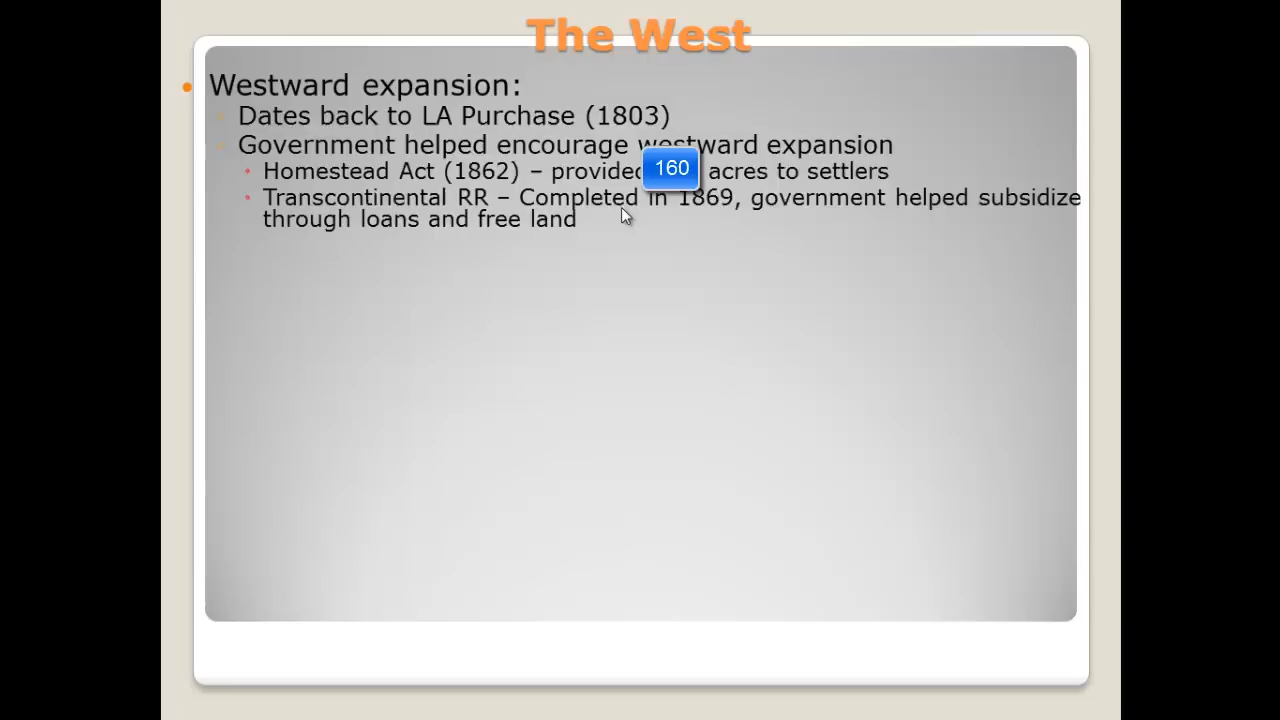 The West
Westward expansion:
Dates back to LA Purchase (1803)
Government helped encourage westward expansion
Homestead Act (1862) – provided 160 acres to settlers
Transcontinental RR – Completed in 1869, government helped subsidize
through loans and free land